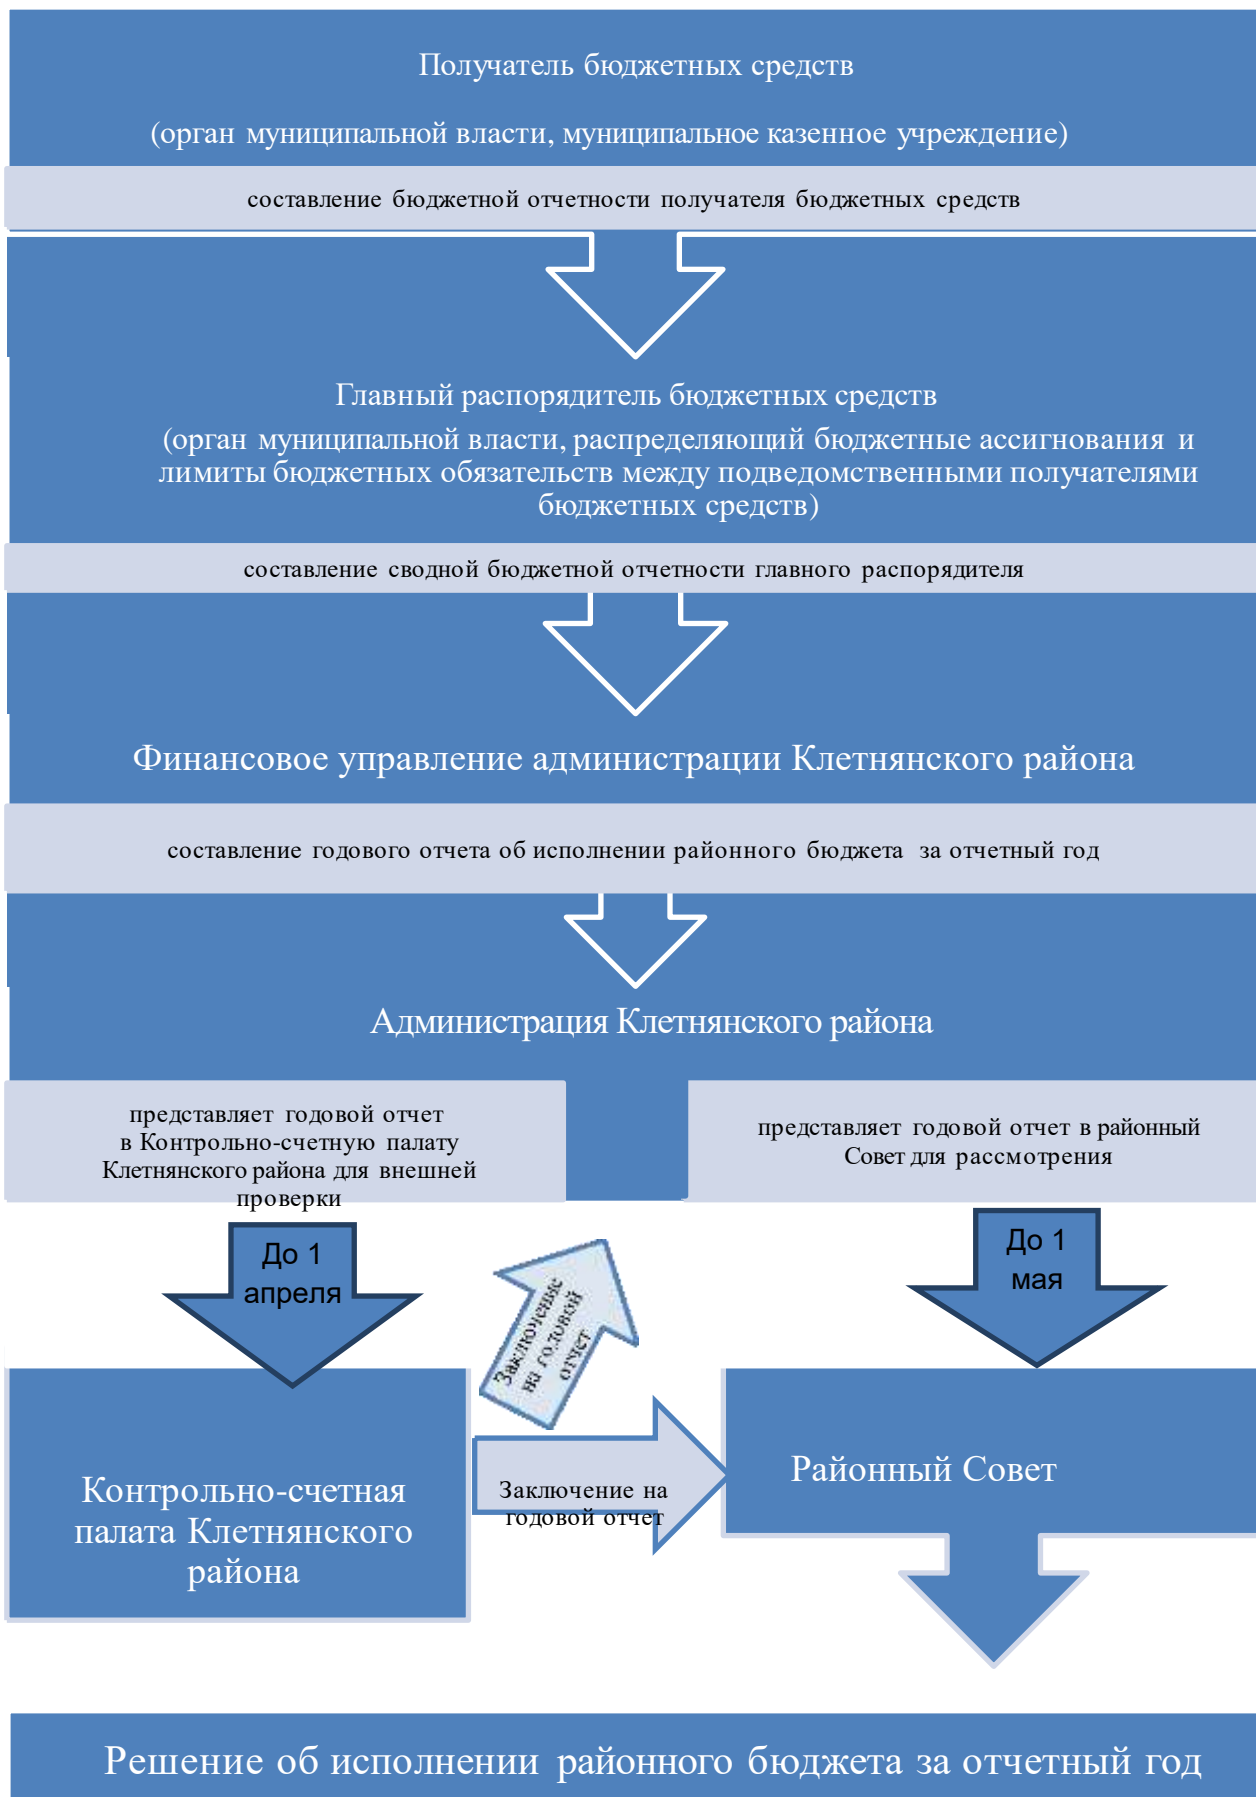 Получатель бюджетных средств
(орган муниципальной власти, муниципальное казенное учреждение)
составление бюджетной отчетности получателя бюджетных средств
Главный распорядитель бюджетных средств
(орган муниципальной власти, распределяющий бюджетные ассигнования и
лимиты бюджетных обязательств между подведомственными получателями
бюджетных средств)
составление сводной бюджетной отчетности главного распорядителя
Финансовое управление администрации Клетнянского района
составление годового отчета об исполнении районного бюджета за отчетный год
Администрация Клетнянского района
представляет годовой отчет
в Контрольно-счетную палату
Клетнянского района для внешней
проверки
представляет годовой отчет в районный
Совет для рассмотрения
До 1
апреля
До 1
мая
Заключение
на годовой
отчет
Контрольно-счетная
палата Клетнянского
района
Заключение на
годовой отчет
Районный Совет
Решение об исполнении районного бюджета за отчетный год